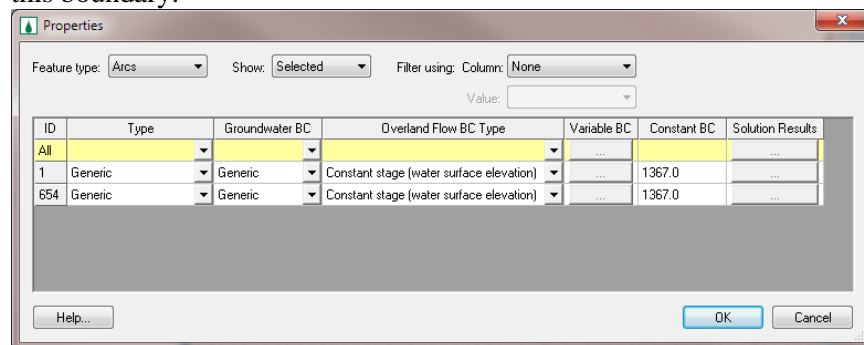 this boundary.
Properties
Feature type: Arcs Show: Selected Filter using: Column: None
Value:
ID Type Groundwater BC Overland Flow BC Type Variable BC Constant BC Solution Results
All ... ...
1 Generic Generic Constant stage (water surface elevation) ... 1367.0 ...
654 Generic Generic Constant stage (water surface elevation) ... 1367.0 ...
Help... OK Cancel